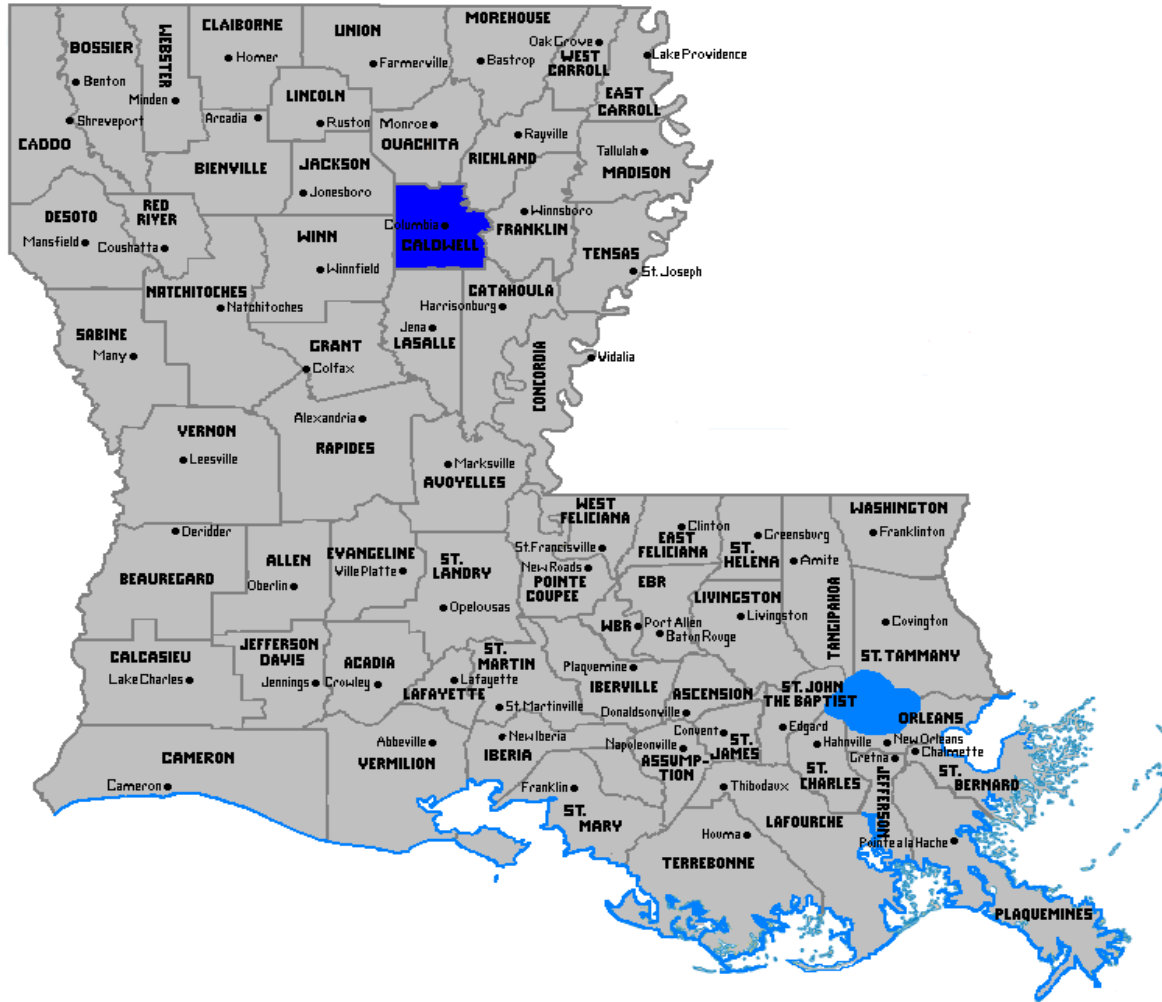 MOREHOUSE
CLAIBORNE
UNION
BOSSIER
WEBSTER
Oak Grove
Lake Providence
Homer
Farmerville
Bastrop
WEST
CARROLL
Benton
EAST
CARROLL
Minden
LINCOLN
Shreveport
Arcadia
Ruston
Monroe
Rayville
CADDO
OUACHITA
RICHLAND
Tallulah
BIENVILLE
JACKSON
MADISON
Jonesboro
DESOTO
RED
RIVER
Winnsboro
Columbia
FRANKLIN
Mansfield
Coushatta
WINN
CALDWELL
TENSAS
Winnfield
St. Joseph
NATCHITOCHES
CATAHOULA
Natchitoches
Harrisonburg
SABINE
Jena
GRANT
LASALLE
Many
Colfax
CONCORDIA
Vidalia
Alexandria
VERNON
RAPIDES
Leesville
Marksville
AVOYELLES
WEST
FELICIANA
WASHINGTON
Deridder
Clinton
Greensburg
Franklinton
EAST
FELICIANA
ALLEN
EVANGELINE
ST.
LANDRY
St. Francisville
ST.
HELENA
Amite
BEAUREGARD
Oberlin
Ville Platte
New Roads
POINTE
COUPEE
EBR
LIVINGSTON
TANGIPAHOA
Opelousas
Livingston
Covington
WBR
Port Allen
Baton Rouge
CALCASIEU
JEFFERSON
DAVIS
ACADIA
ST.
MARTIN
ST. TAMMANY
Lake Charles
Jennings
Crowley
Lafayette
LAFAYETTE
Plaquemine
IBERVILLE
ASCENSION
ST. JOHN
THE BAPTIST
St. Martinville
Donaldsonville
ORLEANS
Edgard
CAMERON
Abbeville
VERMILION
New Iberia
IBERIA
Convent
ST.
JAMES
Napoleonville
ASSUMP-
TION
Hahnville
New Orleans
Chalmette
Gretna
Cameron
Franklin
Thibodaux
ST.
CHARLES
JEFFERSON
ST.
BERNARD
ST.
MARY
LAFOURCHE
Houma
Pointe a la Hache
TERREBONNE
PLAQUEMINES